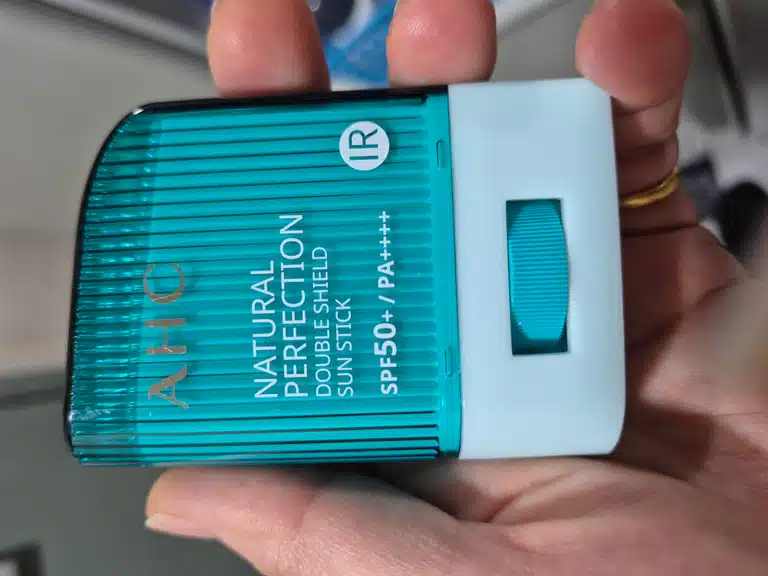 AHC
NATURAL
PERFECTION
DOUBLE SHIELD
SUN STICK
SPF50+ / PA++++
IR